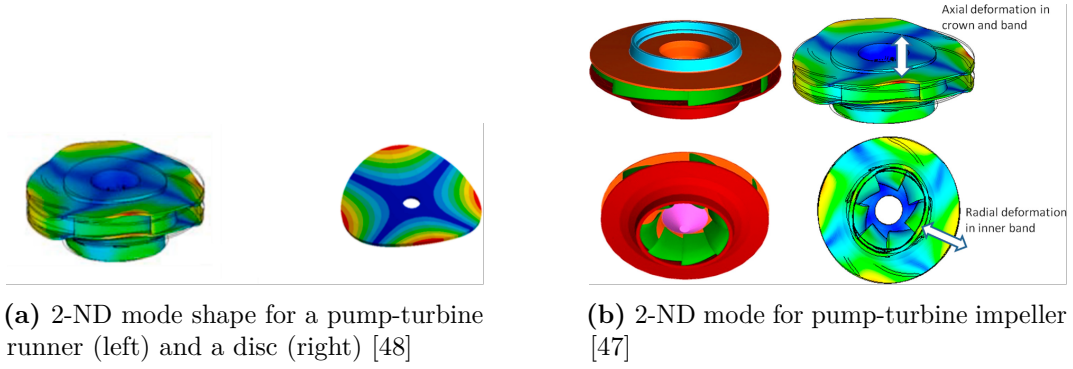 Axial deformation in
crown and band
Radial deformation
in inner band
(a) 2-ND mode shape for a pump-turbine
runner (left) and a disc (right) [48]
(b) 2-ND mode for pump-turbine impeller
[47]